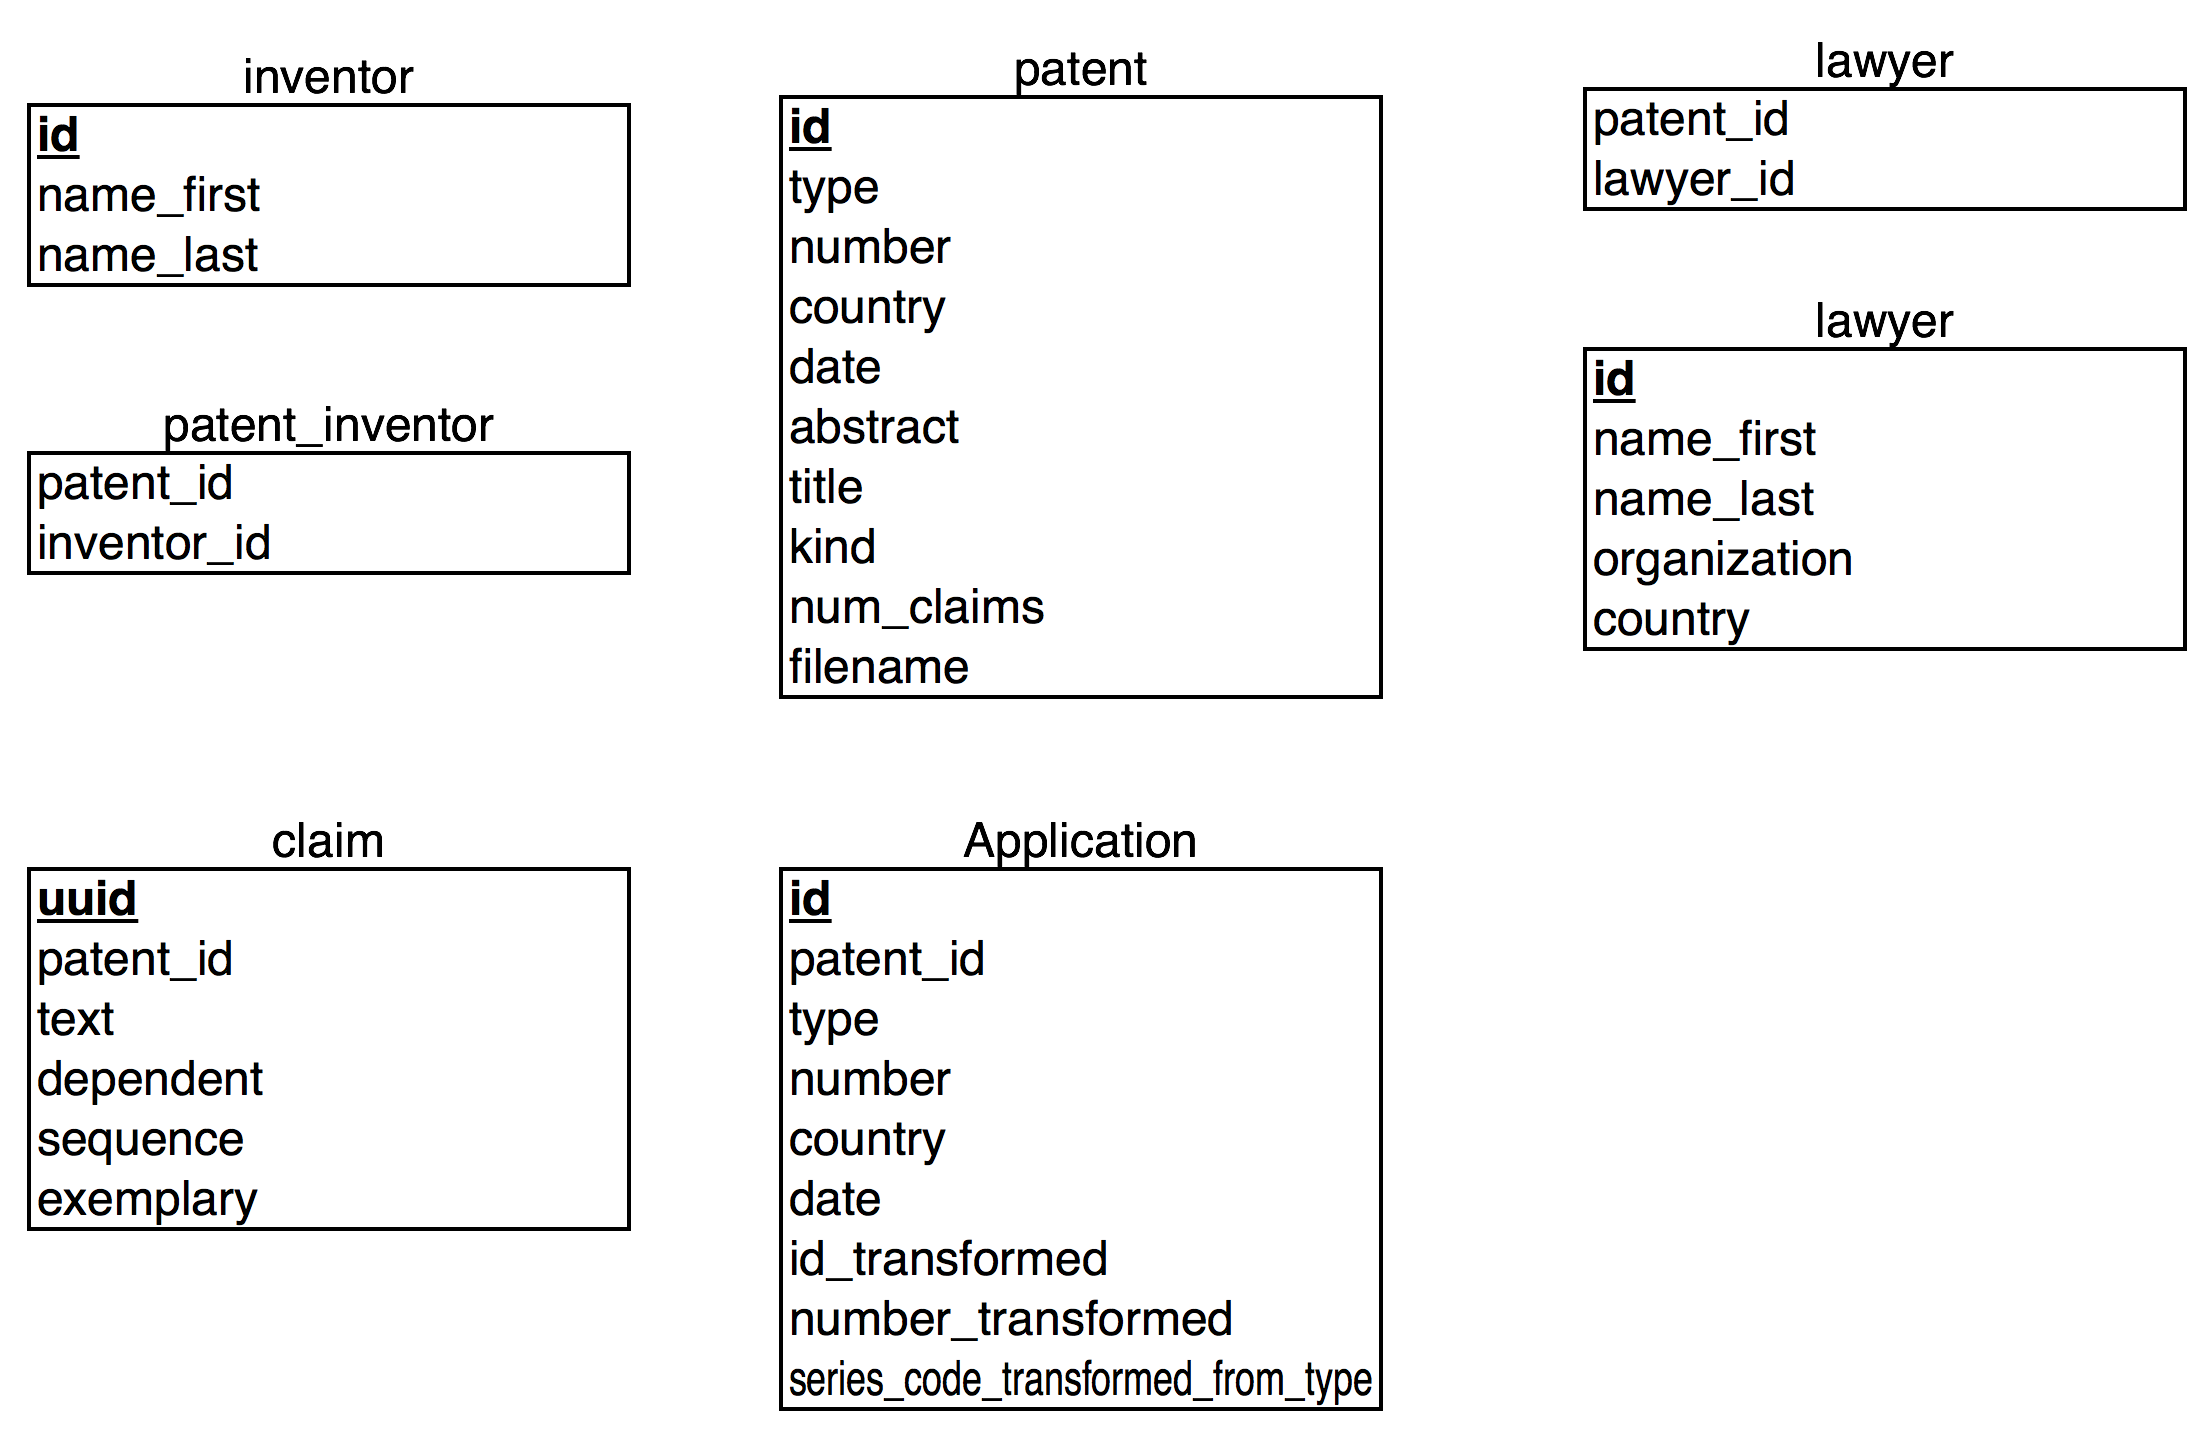 inventor
id
name_first
name_last
patent_inventor
patent_id
inventor_id
patent
id
type
number
country
date
abstract
title
kind
num_claims
filename
lawyer
patent_id
lawyer_id
lawyer
id
name_first
name_last
organization
country
claim
uuid
patent_id
text
dependent
sequence
exemplary
Application
id
patent_id
type
number
country
date
id_transformed
number_transformed
series_code_transformed_from_type